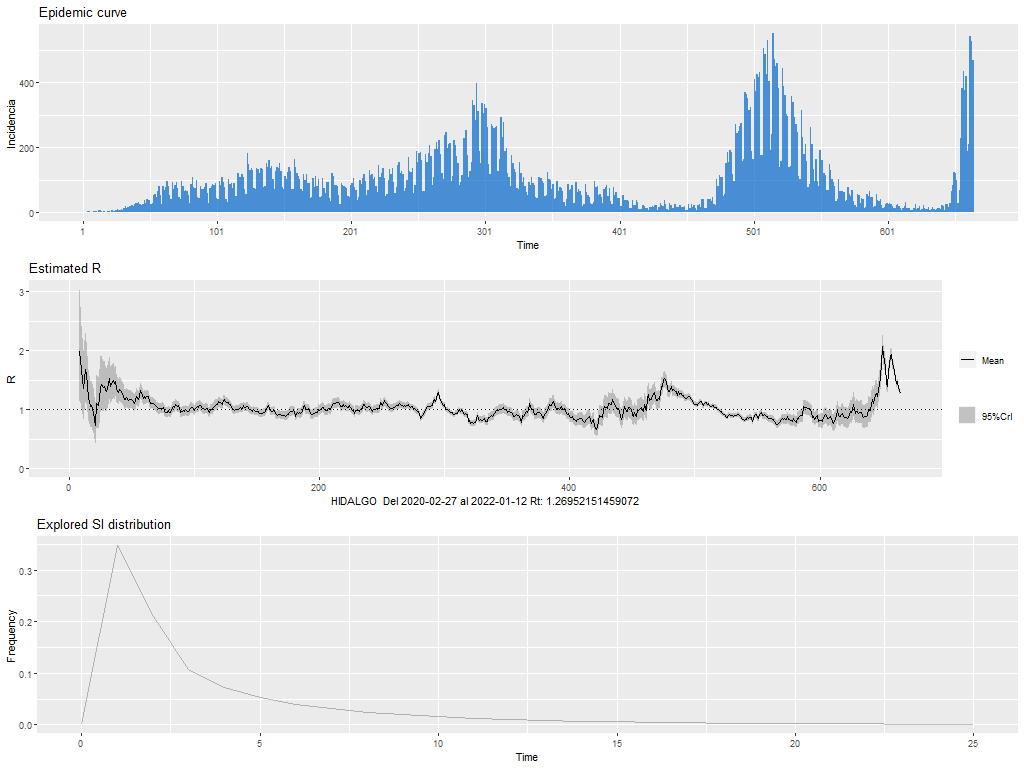 Epidemic curve
Incidencia
400
200
0
1 101 201 301 401 501 601
Time
Estimated R
R
3
2
1
0
0 200 400 600
HIDALGO Del 2020-02-27 al 2022-01-12 Rt: 1.26952151459072
Mean
95%CrI
Explored SI distribution
Frequency
0.3
0.2
0.1
0.0
0 5 10 15 20 25
Time